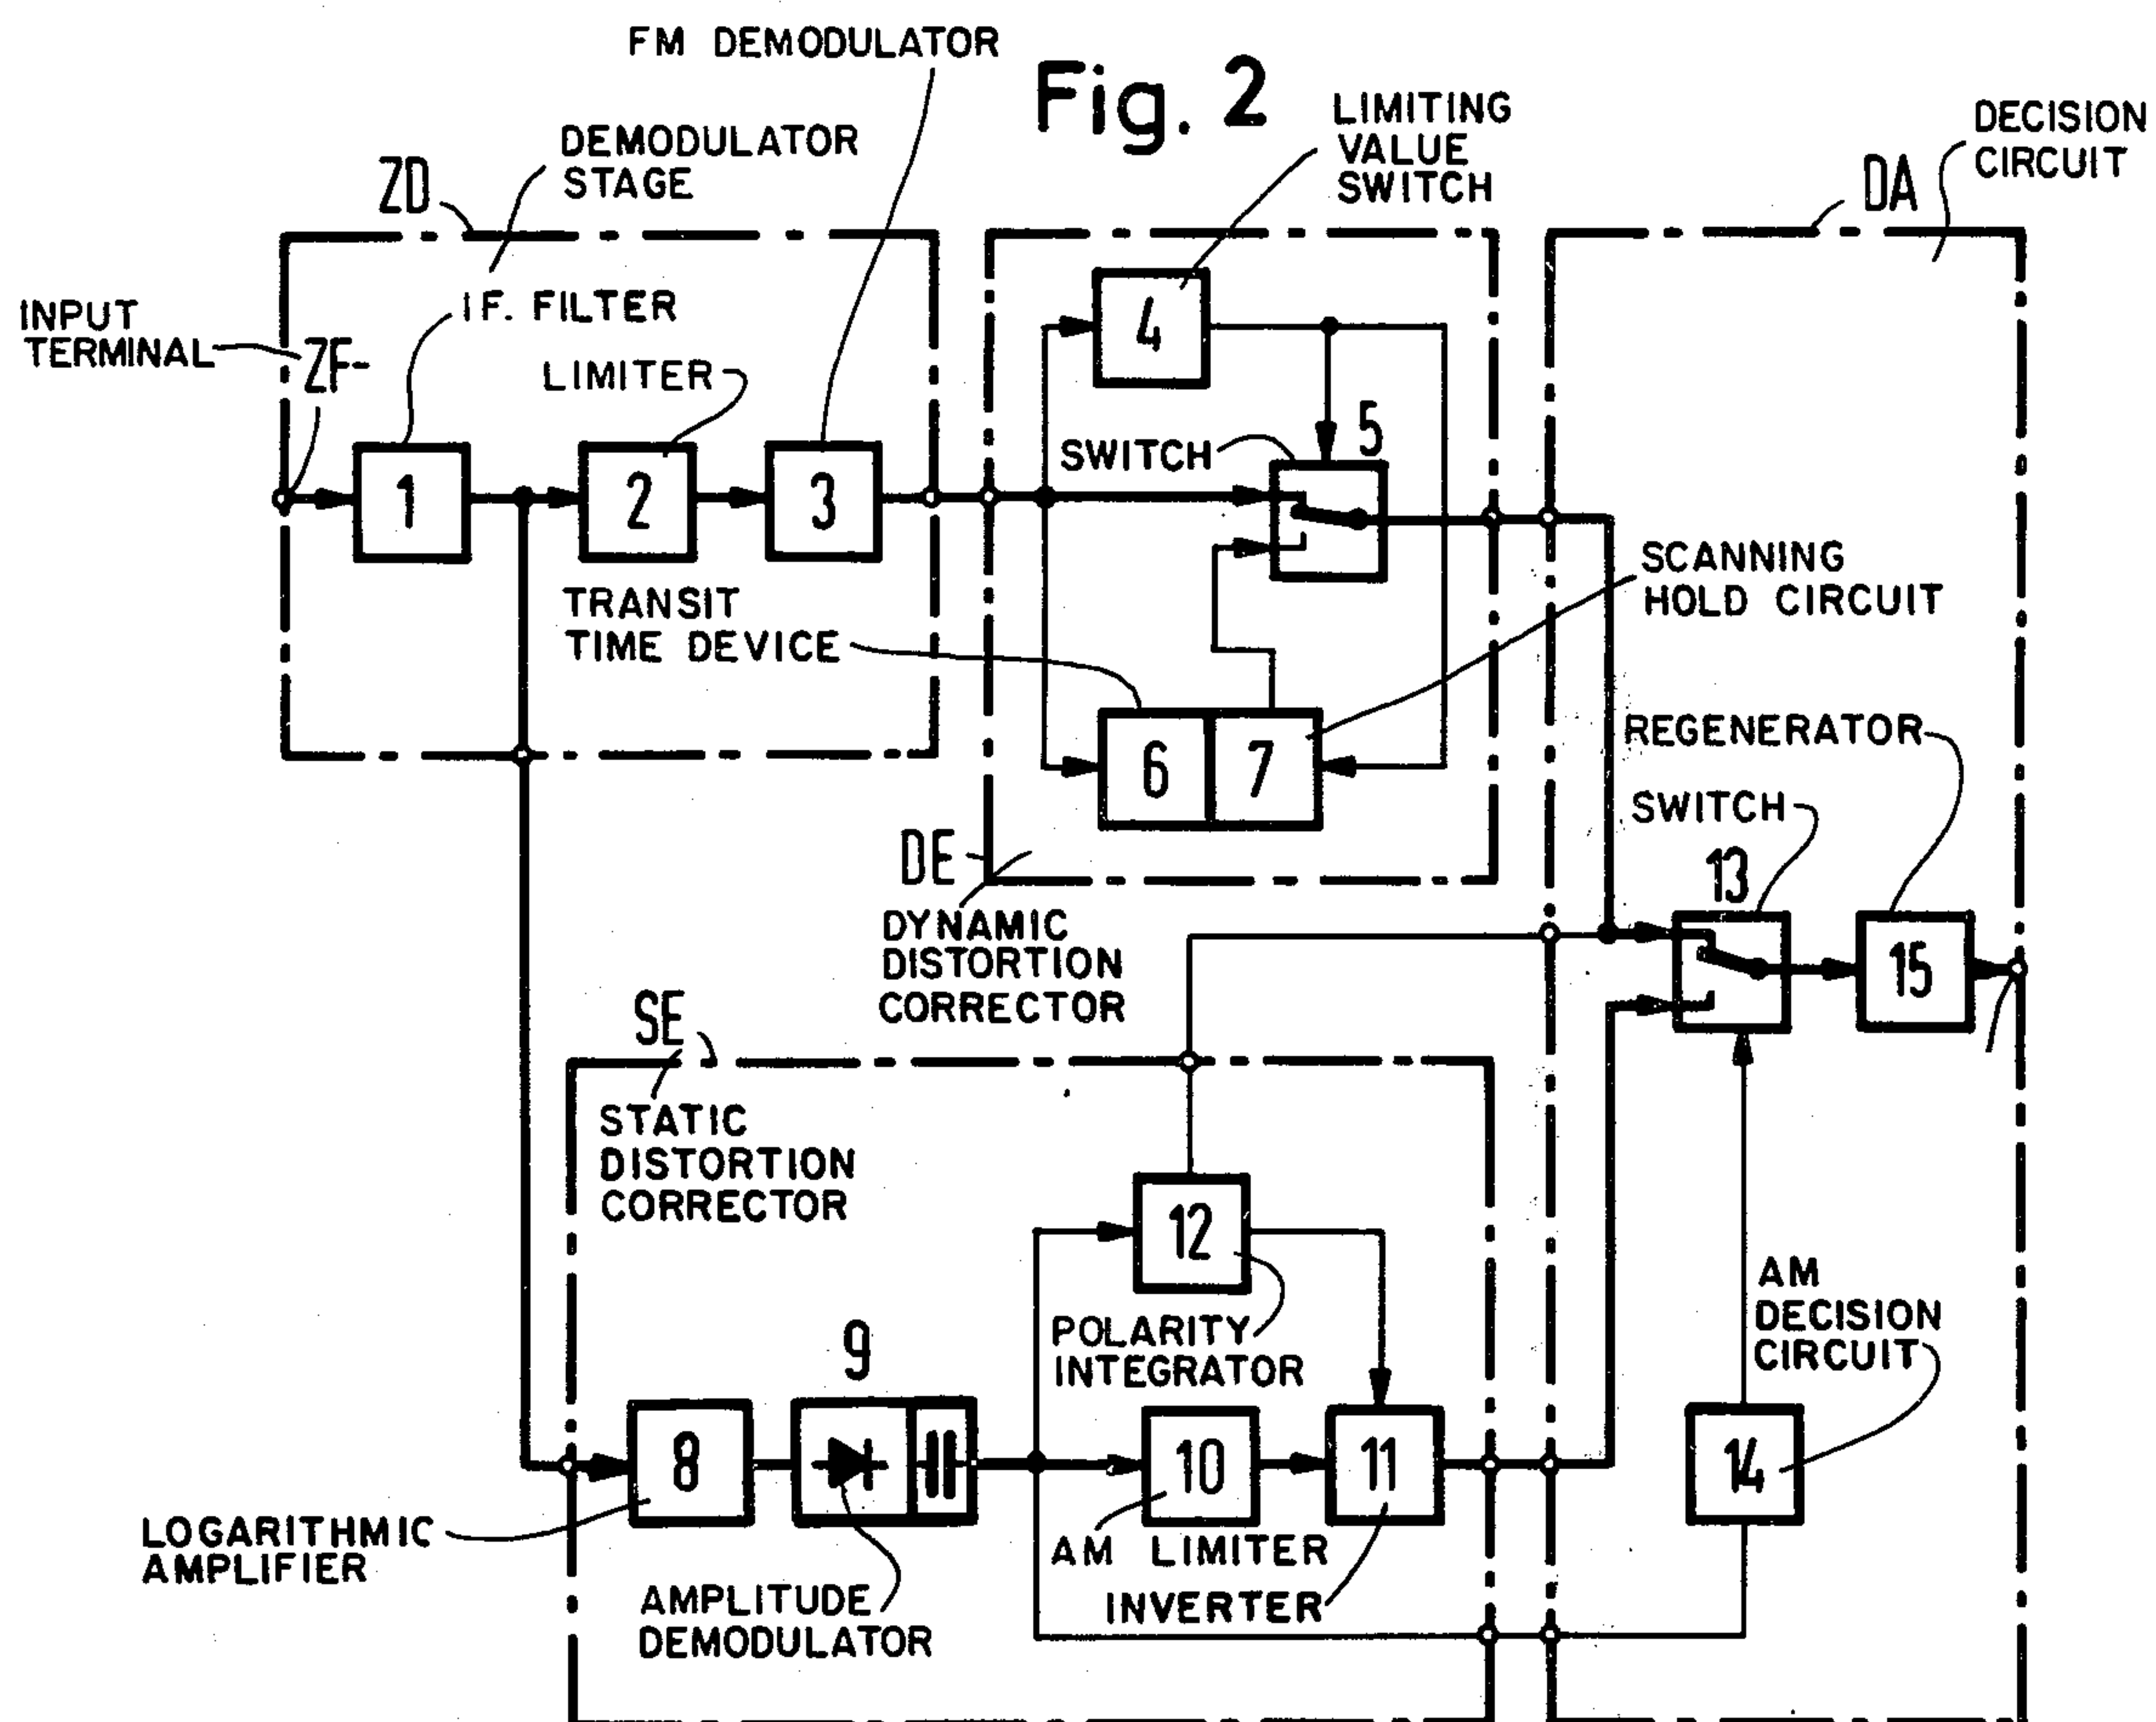 FM DEMODULATOR
Fig. 2
LIMITING
VALUE
SWITCH
DECISION
CIRCUIT
DEMODULATOR
STAGE
ZD
DA
INPUT
TERMINAL
ZF-
I.F. FILTER
LIMITER
4
1
2
3
SWITCH
5
TRANSIT
TIME DEVICE
SCANNING
HOLD CIRCUIT
6
7
REGENERATOR
SWITCH
13
15
DE
DYNAMIC
DISTORTION
CORRECTOR
SE
STATIC
DISTORTION
CORRECTOR
12
POLARITY
INTEGRATOR
AM
DECISION
CIRCUIT
9
8
10
11
14
LOGARITHMIC
AMPLIFIER
AM LIMITER
INVERTER
AMPLITUDE
DEMODULATOR